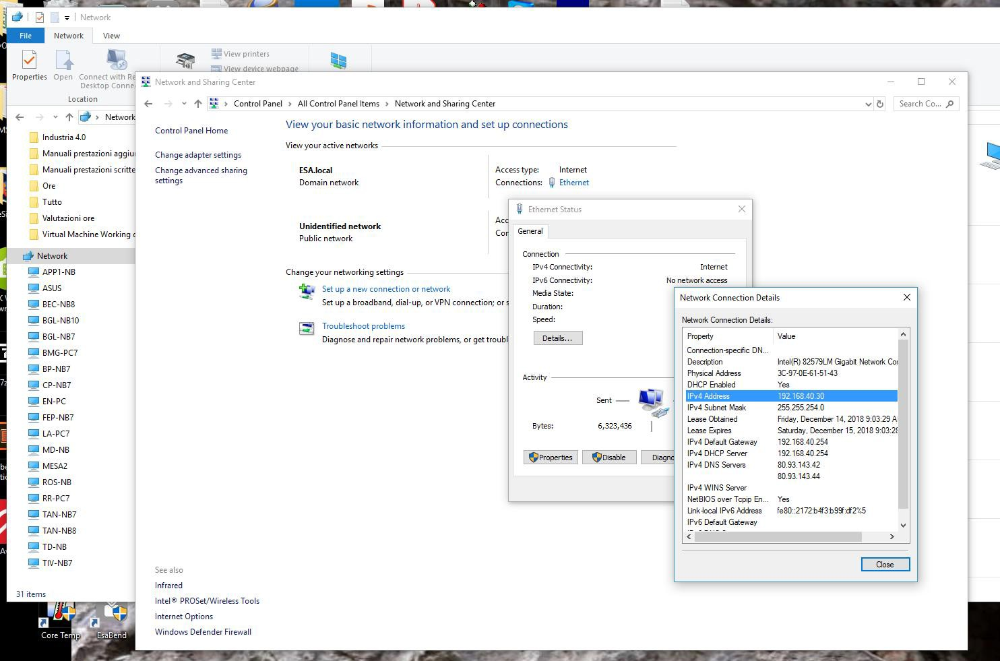 Network
File
Network
View
Properties
Open
Connect with Re
Desktop Conne
View printers
View device webpage
Location
Network
Industria 4.0
Manuali prestazioni aggiu
Manuali prestazioni scritte
Ore
Tutto
Valutazioni ore
Virtual Machine Working
Network
APP1-NB
ASUS
BEC-NB8
BGL-NB10
BGL-NB7
BMG-PC7
BP-NB7
CP-NB7
EN-PC
FEP-NB7
LA-PC7
MD-NB
MESA2
ROS-NB
RR-PC7
TAN-NB7
TAN-NB8
TD-NB
TIV-NB7
31 items
Core Temp
EsaBend
Network and Sharing Center
Control Panel > All Control Panel Items > Network and Sharing Center
Search Co...
Control Panel Home
Change adapter settings
Change advanced sharing
settings
View your basic network information and set up connections
View your active networks
ESA.local
Domain network
Access type: Internet
Connections: Ethernet
Unidentified network
Public network
Acc
Cor
Change your networking settings
Set up a new connection or network
Set up a broadband, dial-up, or VPN connection; or s
Troubleshoot problems
Diagnose and repair network problems, or get troubl
See also
Infrared
Intel® PROSet/Wireless Tools
Internet Options
Windows Defender Firewall
Ethernet Status
General
Connection
IPv4 Connectivity: Internet
IPv6 Connectivity: No network access
Media State:
Duration:
Speed:
Details...
Activity
Sent
Bytes: 6,323,436
Properties
Disable
Diagno
Network Connection Details
Network Connection Details:
Property Value
Connection-specific DN...
Description Intel(R) 82579LM Gigabit Network Cor
Physical Address 3C-97-0E-61-51-43
DHCP Enabled Yes
IPv4 Address 192.168.40.30
IPv4 Subnet Mask 255.255.254.0
Lease Obtained Friday, December 14, 2018 9:03:29 A
Lease Expires Saturday, December 15, 2018 9:03:28
IPv4 Default Gateway 192.168.40.254
IPv4 DHCP Server 192.168.40.254
IPv4 DNS Servers 80.93.143.42
80.93.143.44
IPv4 WINS Server
NetBIOS over Tcpip En... Yes
Link-local IPv6 Address fe80::2172:b4f3:b99f:df2%5
IPv6 Default Gateway
Close